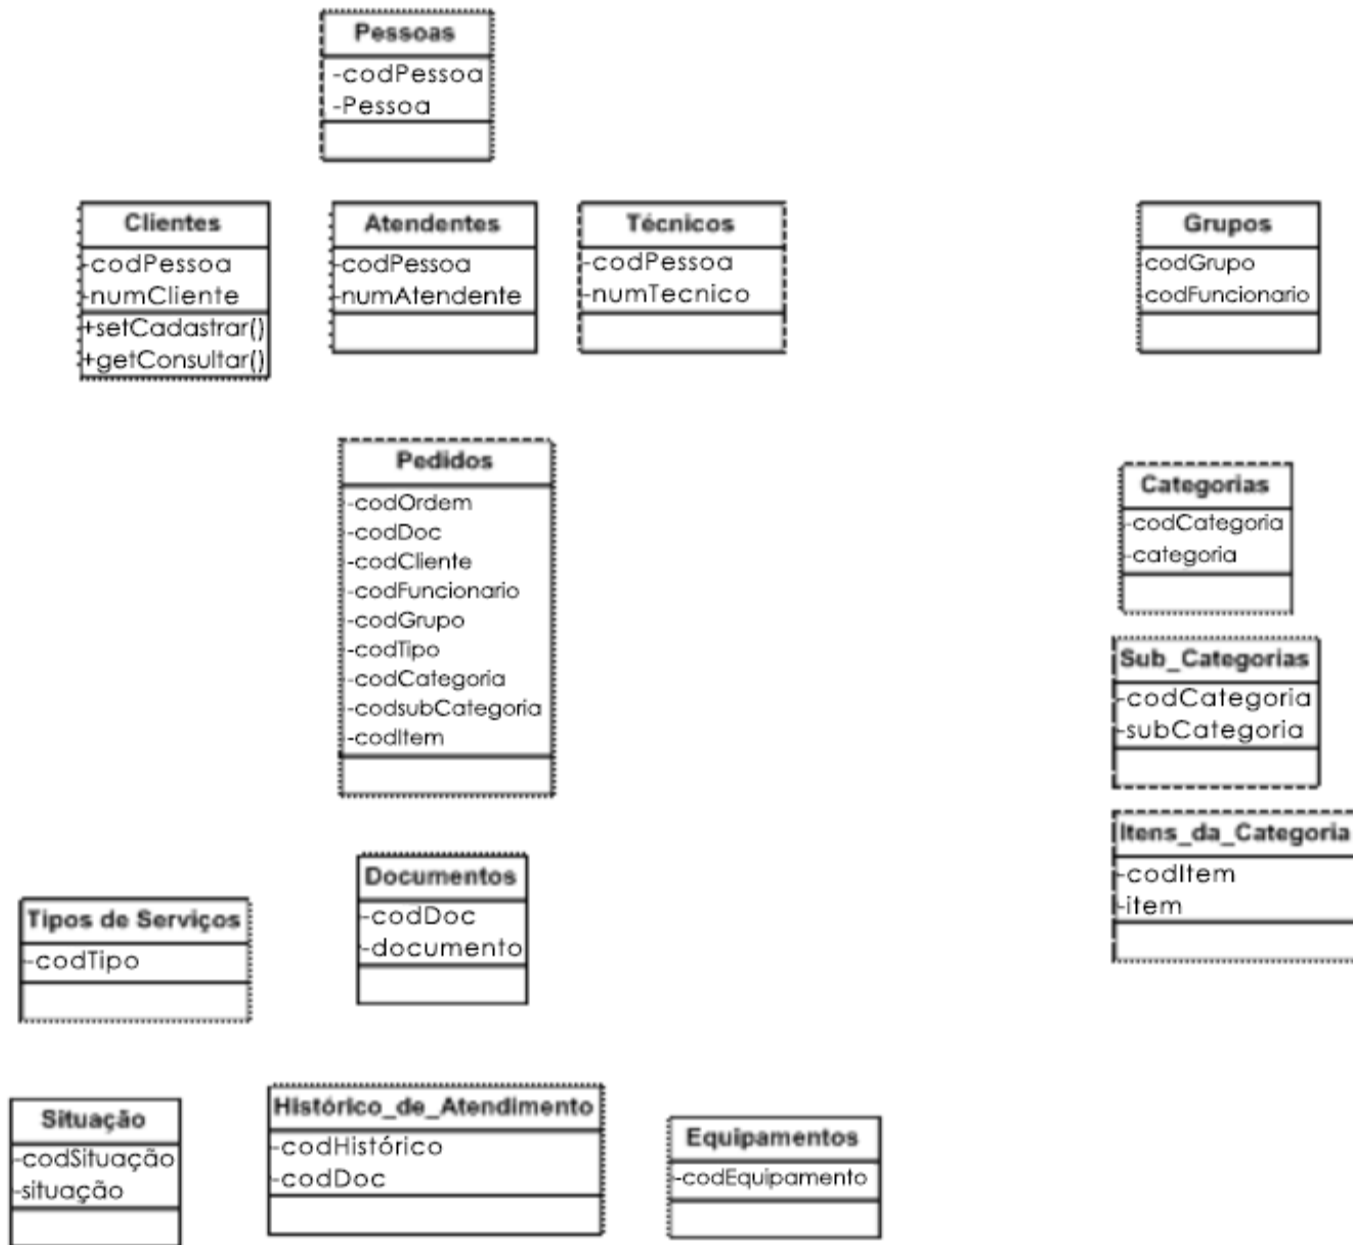 Pessoas
-codPessoa
-Pessoa
Clientes
-codPessoa
-numCliente
+setCadastrar()
+getConsultar()
Atendentes
-codPessoa
-numAtendente
Técnicos
-codPessoa
-numTecnico
Grupos
-codGrupo
-codFuncionario
Pedidos
-codOrdem
-codDoc
-codCliente
-codFuncionario
-codGrupo
-codTipo
-codCategoria
-codsubCategoria
-codItem
Categorias
-codCategoria
-categoria
Sub_Categorias
-codCategoria
-subCategoria
Itens_da_Categoria
-codItem
-item
Documentos
-codDoc
-documento
Tipos de Serviços
-codTipo
Situação
-codSituação
-situação
Histórico_de_Atendimento
-codHistórico
-codDoc
Equipamentos
-codEquipamento